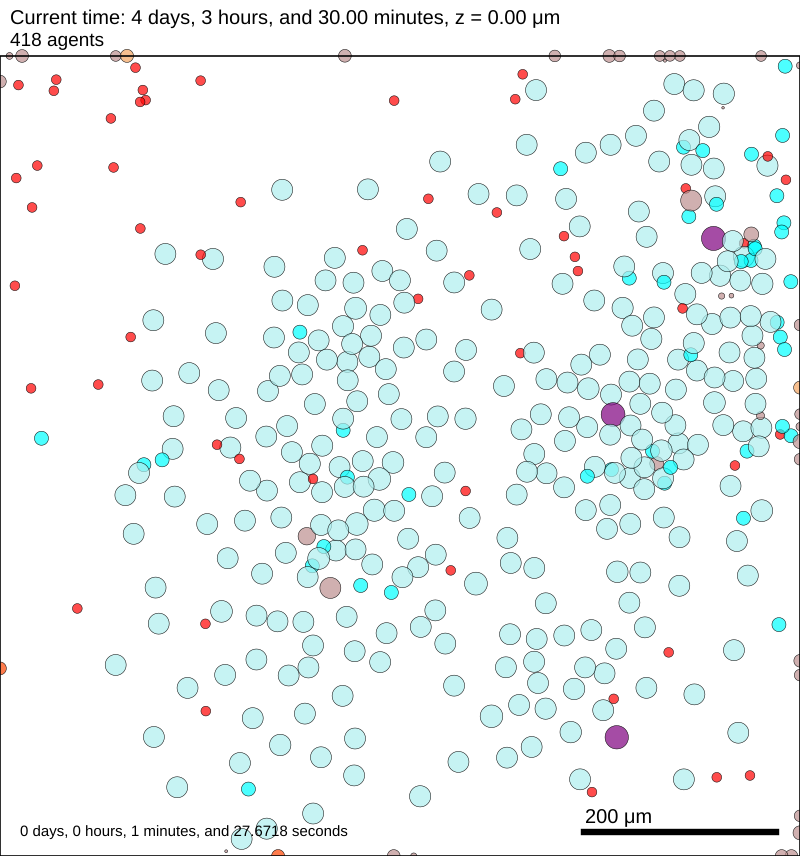 Current time: 4 days, 3 hours, and 30.00 minutes, z = 0.00 μm
418 agents
200 μm
0 days, 0 hours, 1 minutes, and 27.6718 seconds